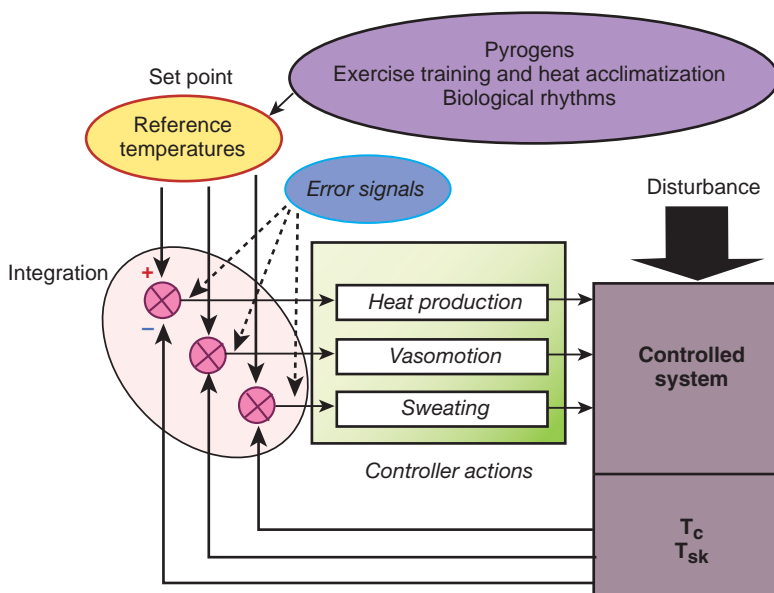 Pyrogens
Exercise training and heat acclimatization
Biological rhythms
Set point
Reference
temperatures
Error signals
Disturbance
Integration
+
−
Heat production
Vasomotion
Sweating
Controlled
system
Controller actions
Tc
Tsk